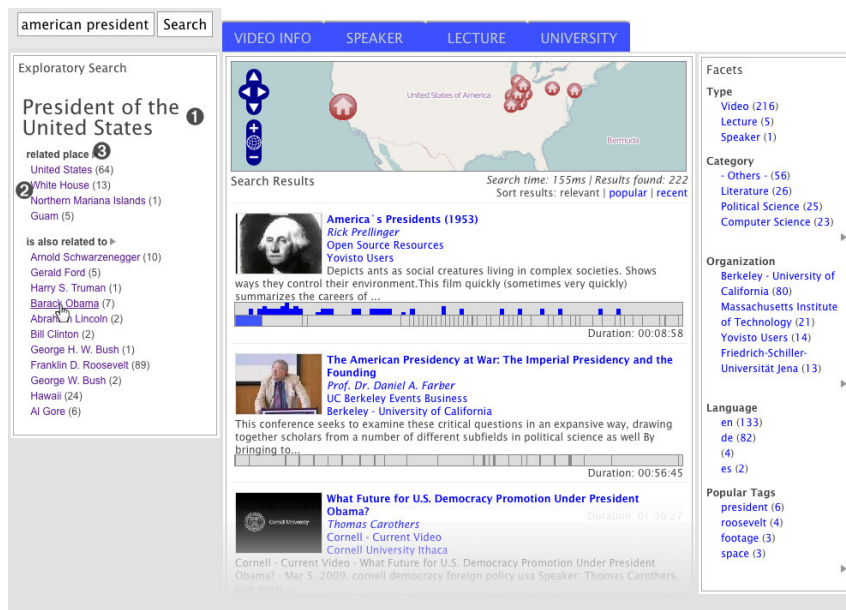 american president Search
VIDEO INFO SPEAKER LECTURE UNIVERSITY
Exploratory Search
President of the
United States
1
related place 3
United States (64)
2 White House (13)
Northern Mariana Islands (1)
Guam (5)
is also related to
Arnold Schwarzenegger (10)
Gerald Ford (5)
Harry S. Truman (1)
Barack Obama (7)
Abraham Lincoln (2)
Bill Clinton (2)
George H. W. Bush (1)
Franklin D. Roosevelt (89)
George W. Bush (2)
Hawaii (24)
Al Gore (6)
United States of America
Bermuda
Search Results
Search time: 155ms | Results found: 222
Sort results: relevant | popular | recent
America`s Presidents (1953)
Rick Prellinger
Open Source Resources
Yovisto Users
Depicts ants as social creatures living in complex societies. Shows
ways they control their environment.This film quickly (sometimes very quickly)
summarizes the careers of ...
Duration: 00:08:58
The American Presidency at War: The Imperial Presidency and the
Founding
Prof. Dr. Daniel A. Farber
UC Berkeley Events Business
Berkeley - University of California
This conference seeks to examine these critical questions in an expansive way, drawing
together scholars from a number of different subfields in political science as well By
bringing to...
Duration: 00:56:45
What Future for U.S. Democracy Promotion Under President
Obama?
Duration: 01:36:27
Thomas Carothers
Cornell - Current Video
Cornell University Ithaca
Cornell University
Cornell - Current Video - What Future for U.S. Democracy Promotion Under President
Obama? - Mar 5, 2009. cornell democracy foreign policy usa Speaker: Thomas Carothers,
vice presi...
Facets
Type
Video (216)
Lecture (5)
Speaker (1)
Category
- Others - (56)
Literature (26)
Political Science (25)
Computer Science (23)
Organization
Berkeley - University of
California (80)
Massachusetts Institute
of Technology (21)
Yovisto Users (14)
Friedrich-Schiller-
Universität Jena (13)
Language
en (133)
de (82)
(4)
es (2)
Popular Tags
president (6)
roosevelt (4)
footage (3)
space (3)